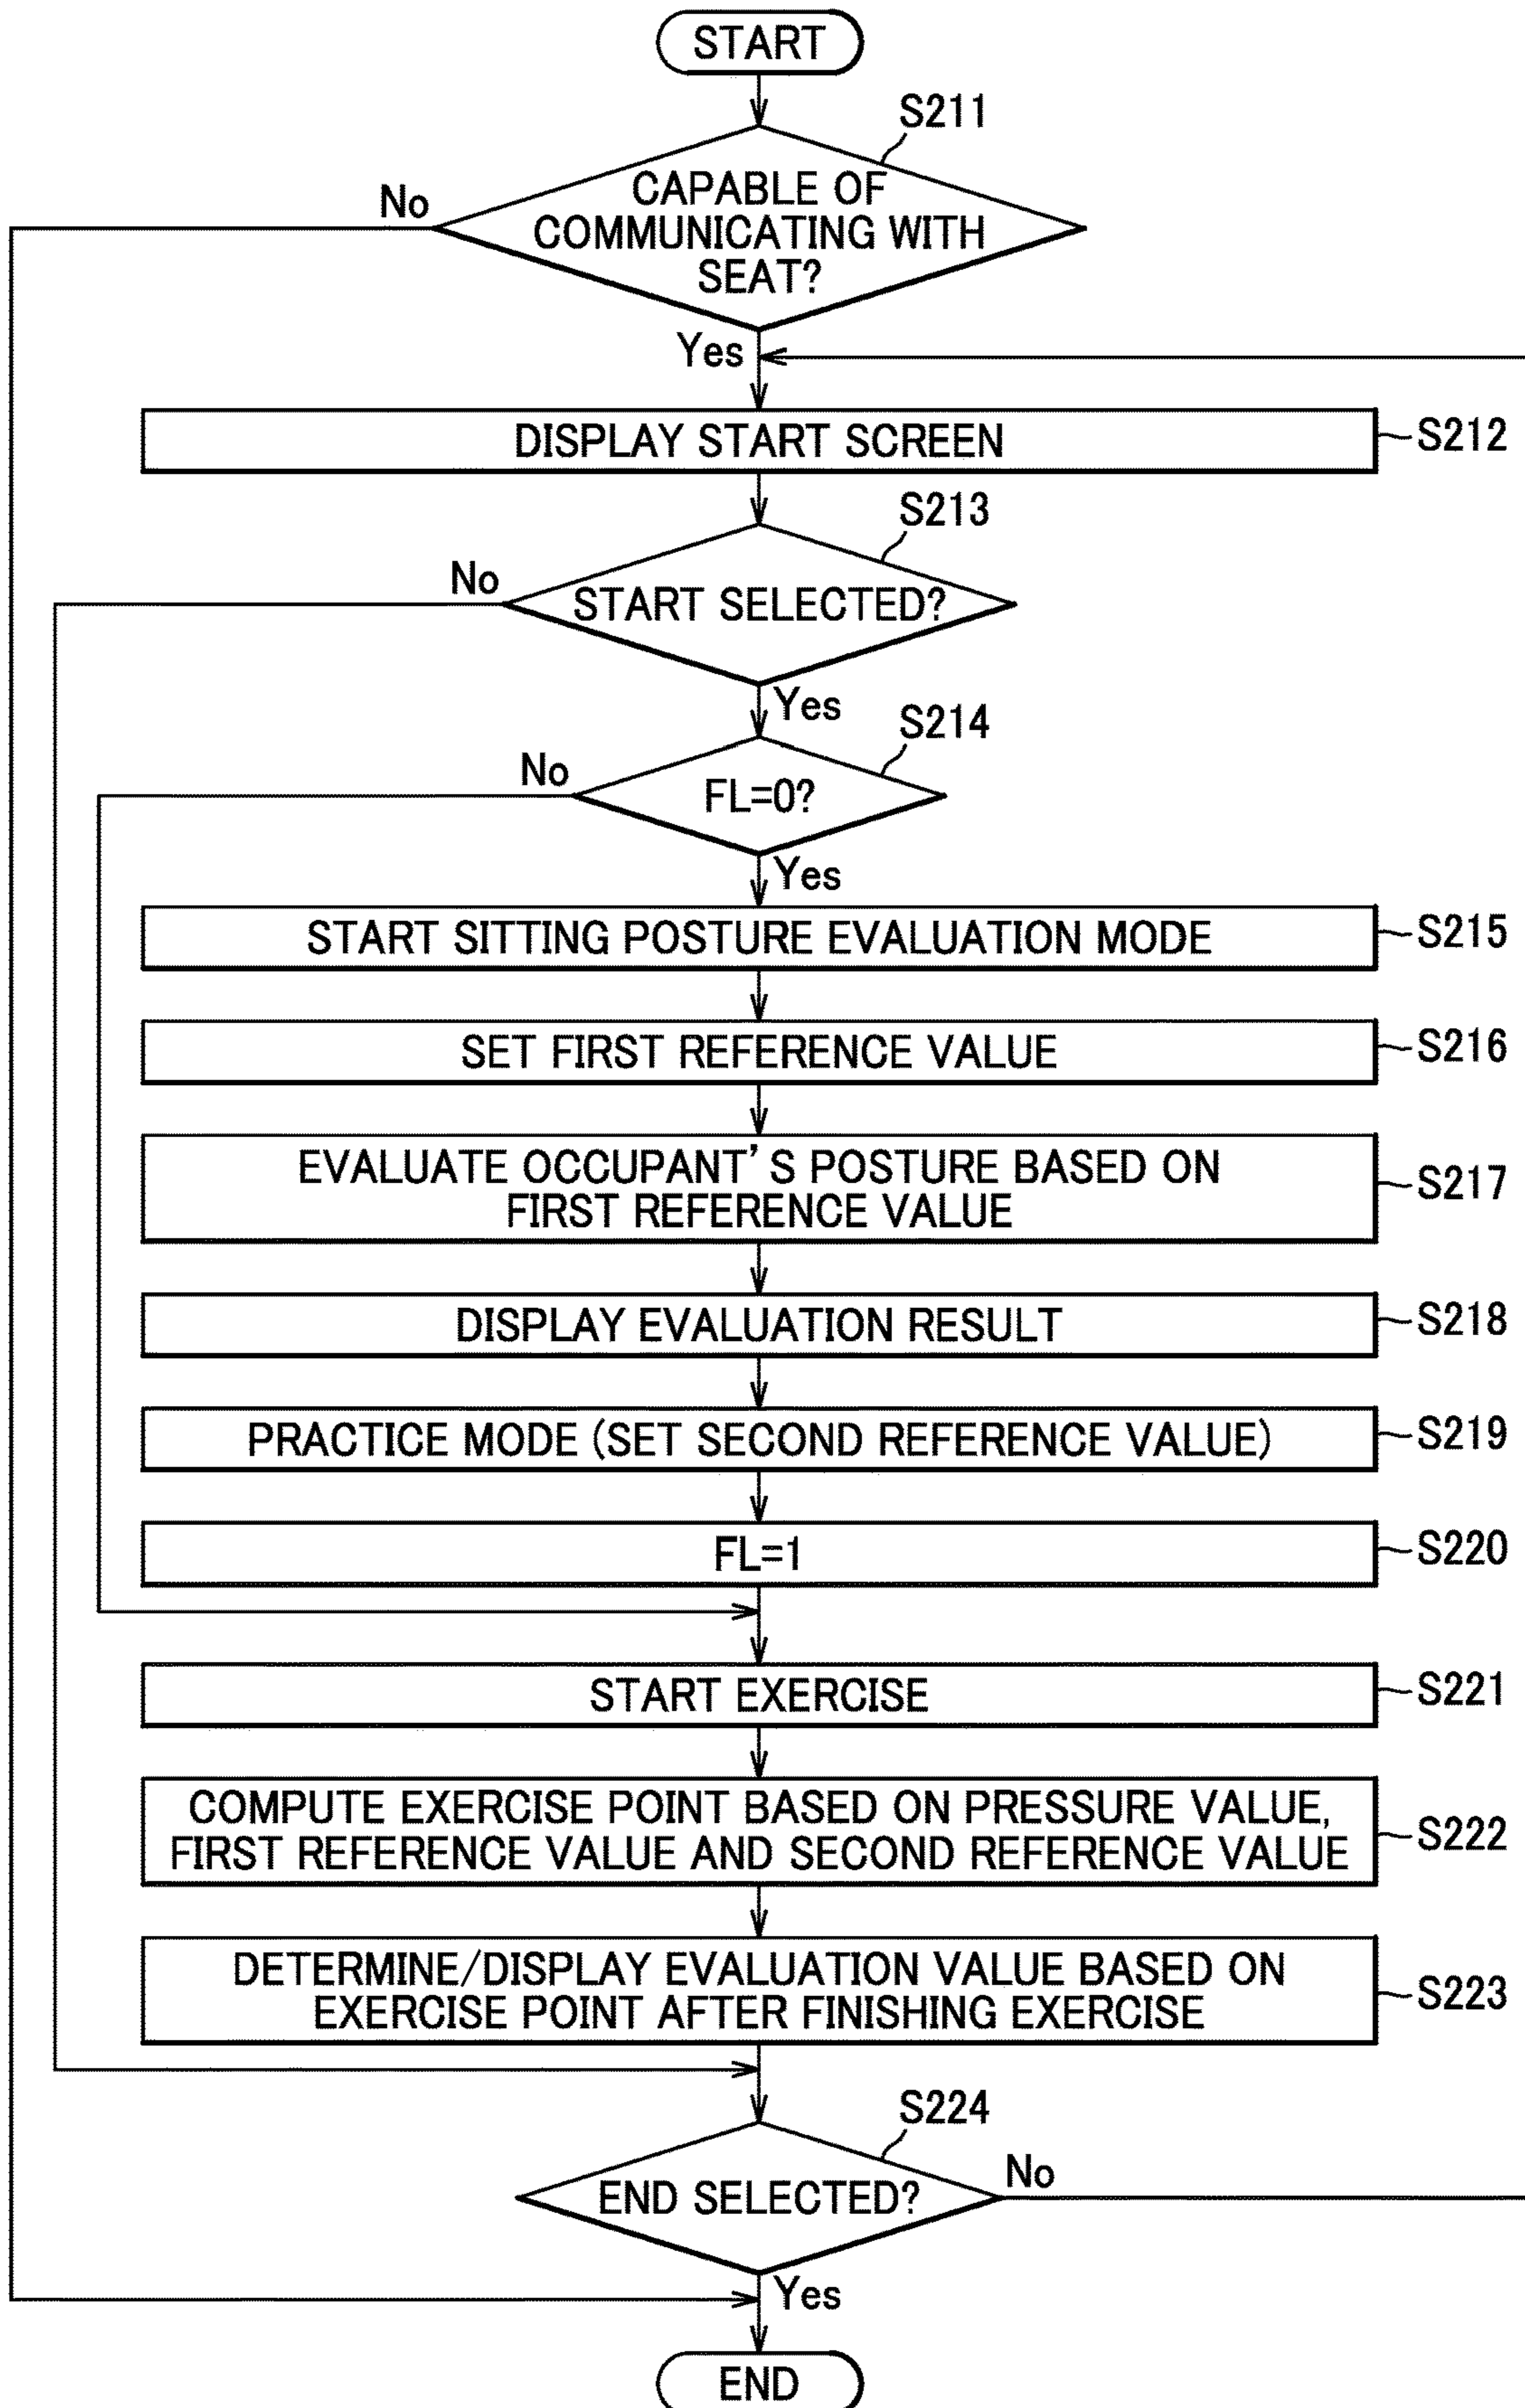 START
S211
CAPABLE OF
COMMUNICATING WITH
SEAT?
No
Yes
DISPLAY START SCREEN
S212
S213
START SELECTED?
No
Yes
S214
FL=0?
No
Yes
START SITTING POSTURE EVALUATION MODE
S215
SET FIRST REFERENCE VALUE
S216
EVALUATE OCCUPANT'S POSTURE BASED ON
FIRST REFERENCE VALUE
S217
DISPLAY EVALUATION RESULT
S218
PRACTICE MODE (SET SECOND REFERENCE VALUE)
S219
FL=1
S220
START EXERCISE
S221
COMPUTE EXERCISE POINT BASED ON PRESSURE VALUE,
FIRST REFERENCE VALUE AND SECOND REFERENCE VALUE
S222
DETERMINE/DISPLAY EVALUATION VALUE BASED ON
EXERCISE POINT AFTER FINISHING EXERCISE
S223
S224
END SELECTED?
No
Yes
END